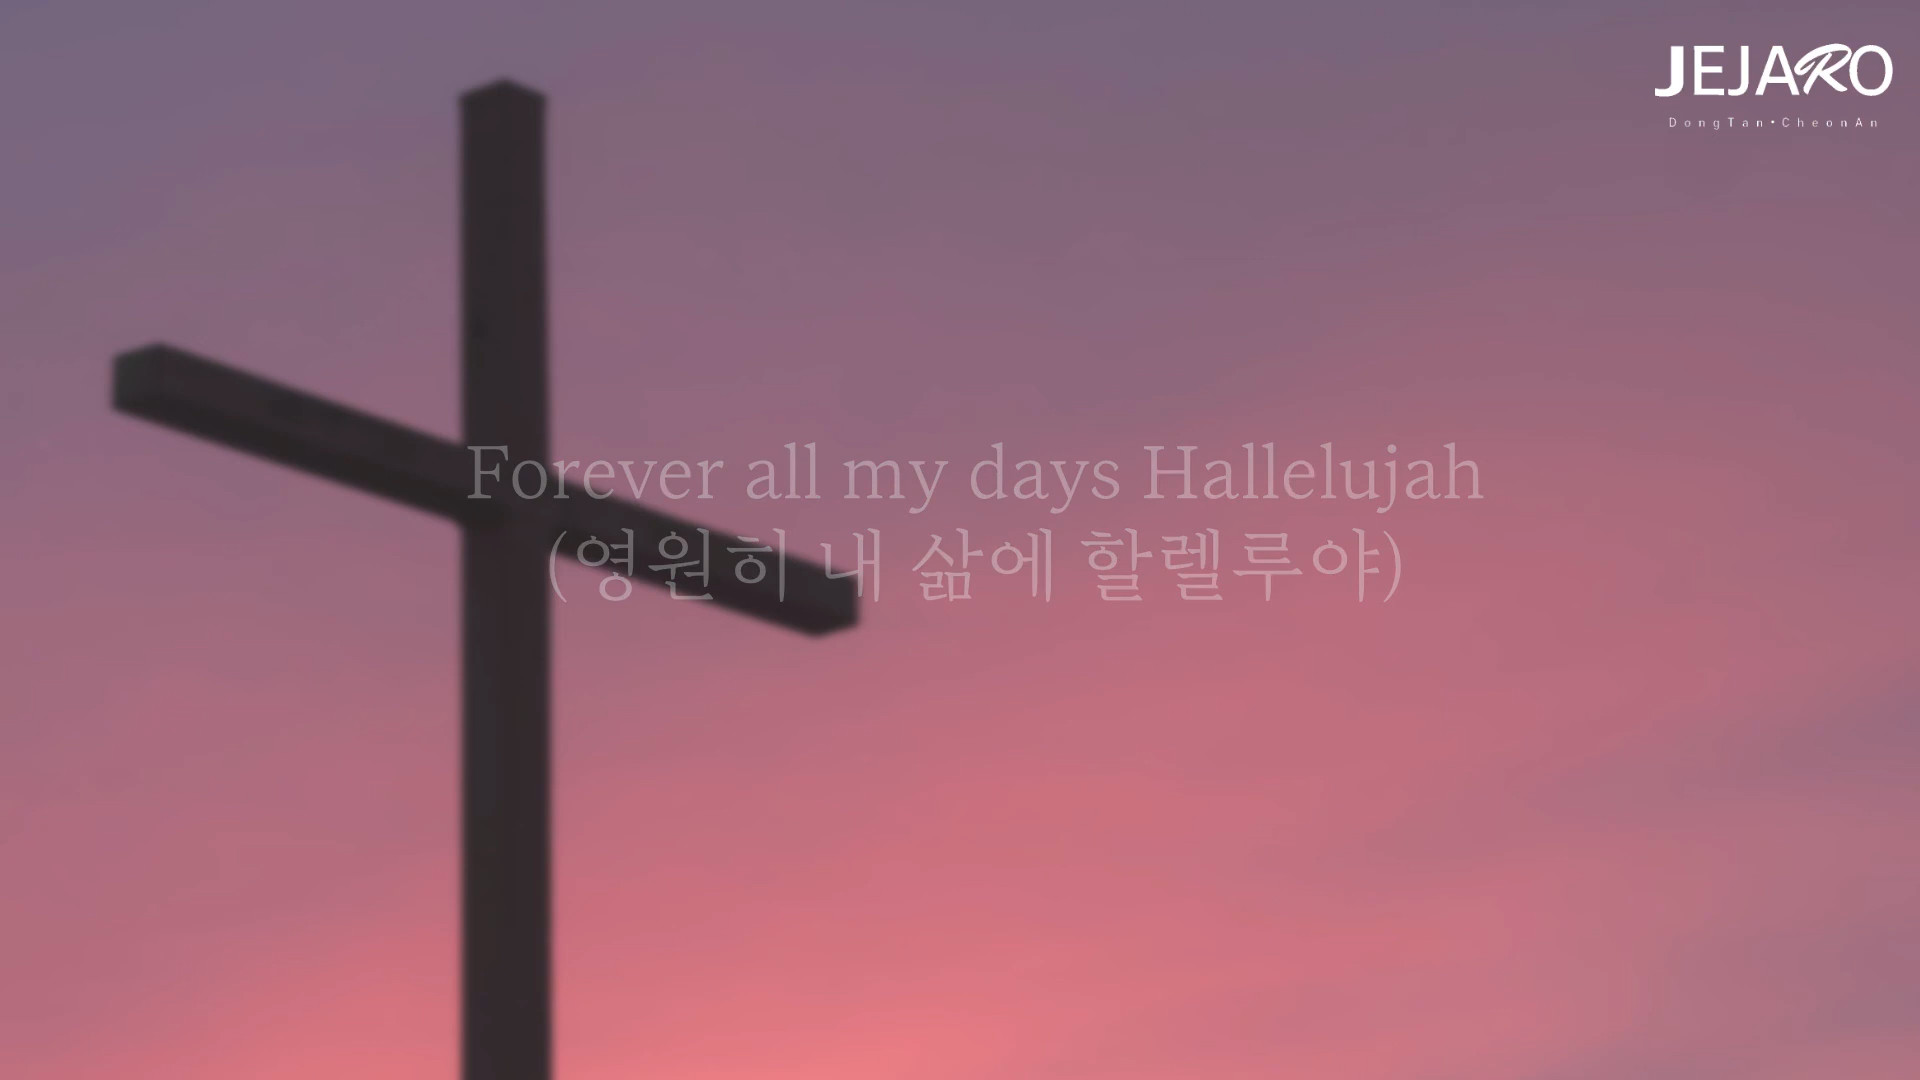 JEJARO
DongTan•CheonAn
Forever all my days Hallelujah
(영원히 내 삶에 할렐루야)